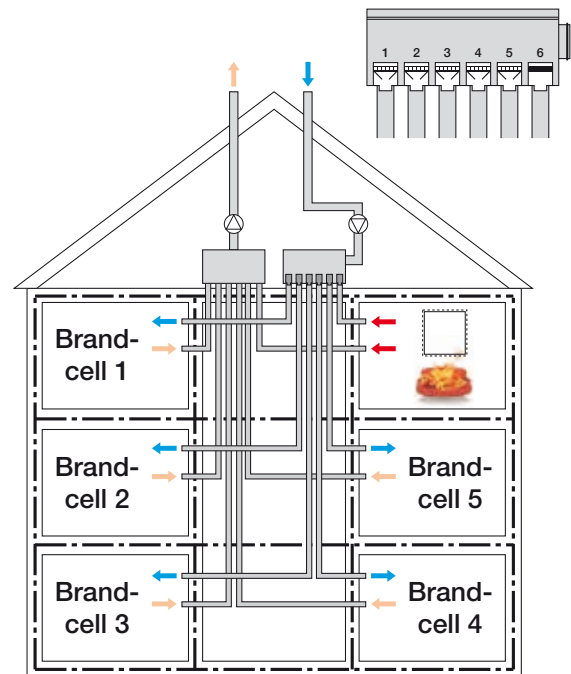 1 2 3 4 5 6
Brand-
cell 1
Brand-
cell 2
Brand-
cell 5
Brand-
cell 3
Brand-
cell 4